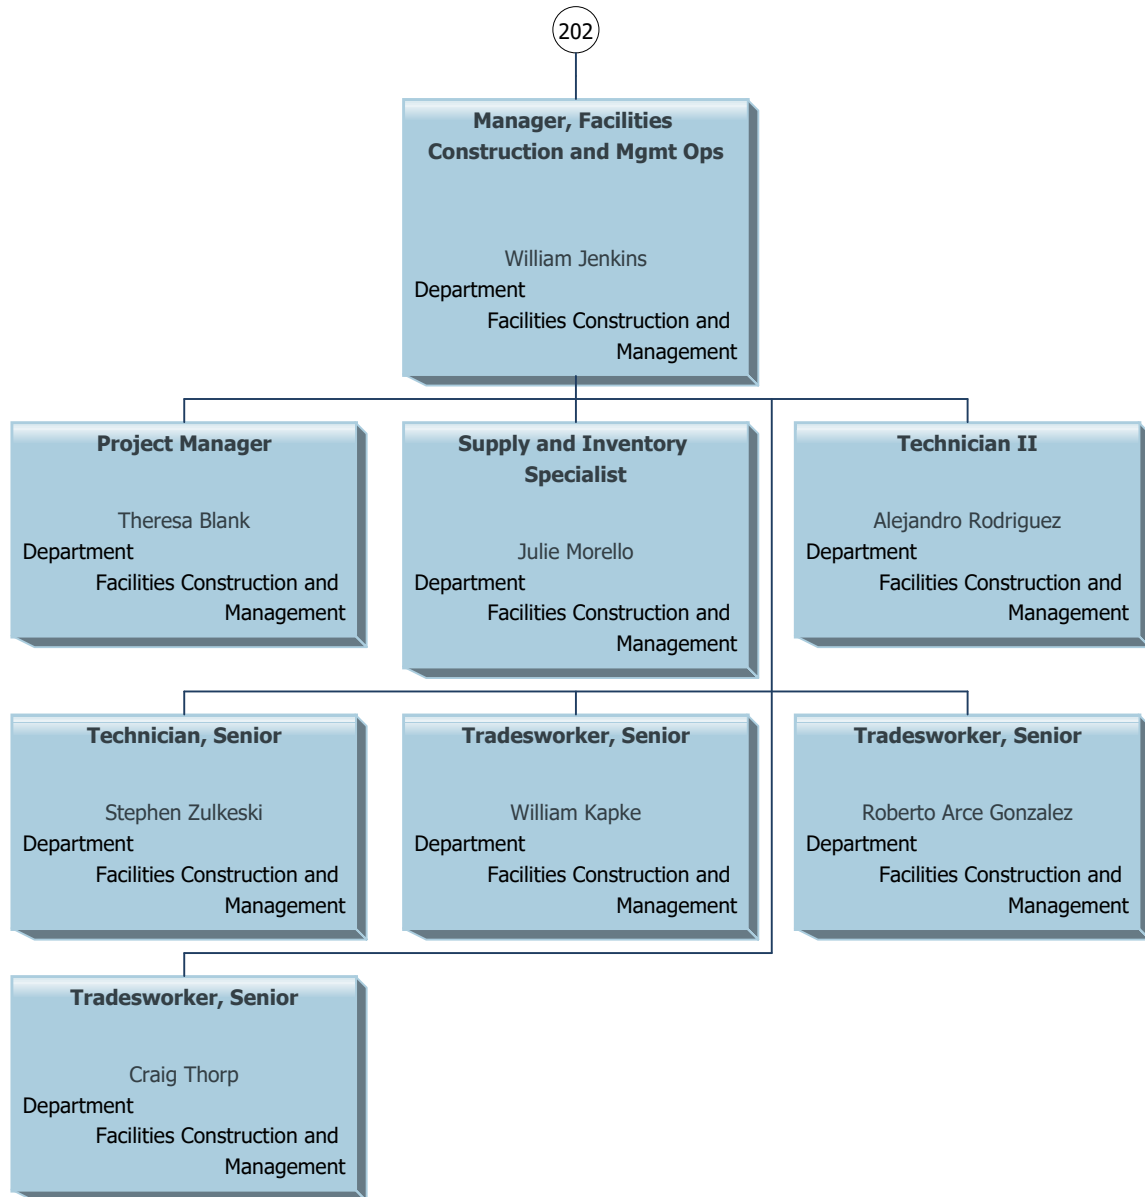 202
Manager, Facilities
Construction and Mgmt Ops
William Jenkins
Department
Facilities Construction and
Management
Project Manager
Theresa Blank
Department
Facilities Construction and
Management
Supply and Inventory
Specialist
Julie Morello
Department
Facilities Construction and
Management
Technician II
Alejandro Rodriguez
Department
Facilities Construction and
Management
Technician, Senior
Stephen Zulkeski
Department
Facilities Construction and
Management
Tradesworker, Senior
William Kapke
Department
Facilities Construction and
Management
Tradesworker, Senior
Roberto Arce Gonzalez
Department
Facilities Construction and
Management
Tradesworker, Senior
Craig Thorp
Department
Facilities Construction and
Management